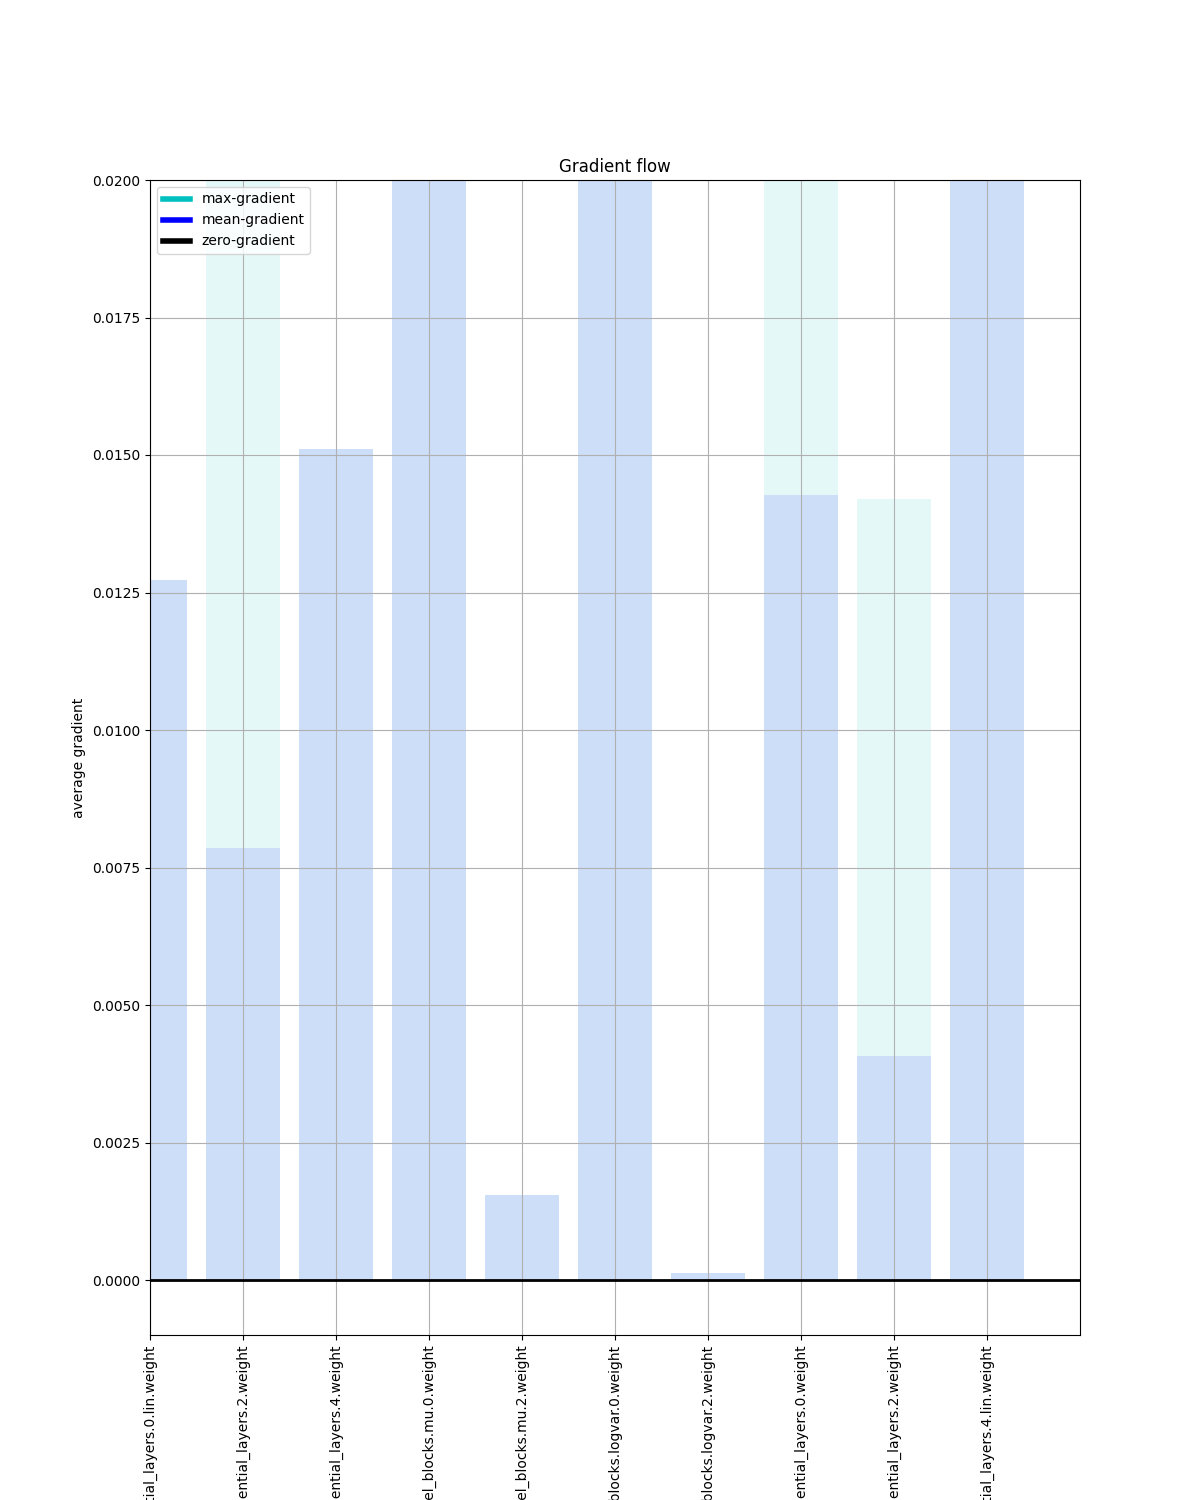 Gradient flow
max-gradient
mean-gradient
zero-gradient
0.0200
0.0175
0.0150
0.0125
0.0100
0.0075
0.0050
0.0025
0.0000
average gradient
tial_layers.0.lin.weight
ential_layers.2.weight
ential_layers.4.weight
el_blocks.mu.0.weight
el_blocks.mu.2.weight
blocks.logvar.0.weight
blocks.logvar.2.weight
ential_layers.0.weight
ential_layers.2.weight
tial_layers.4.lin.weight